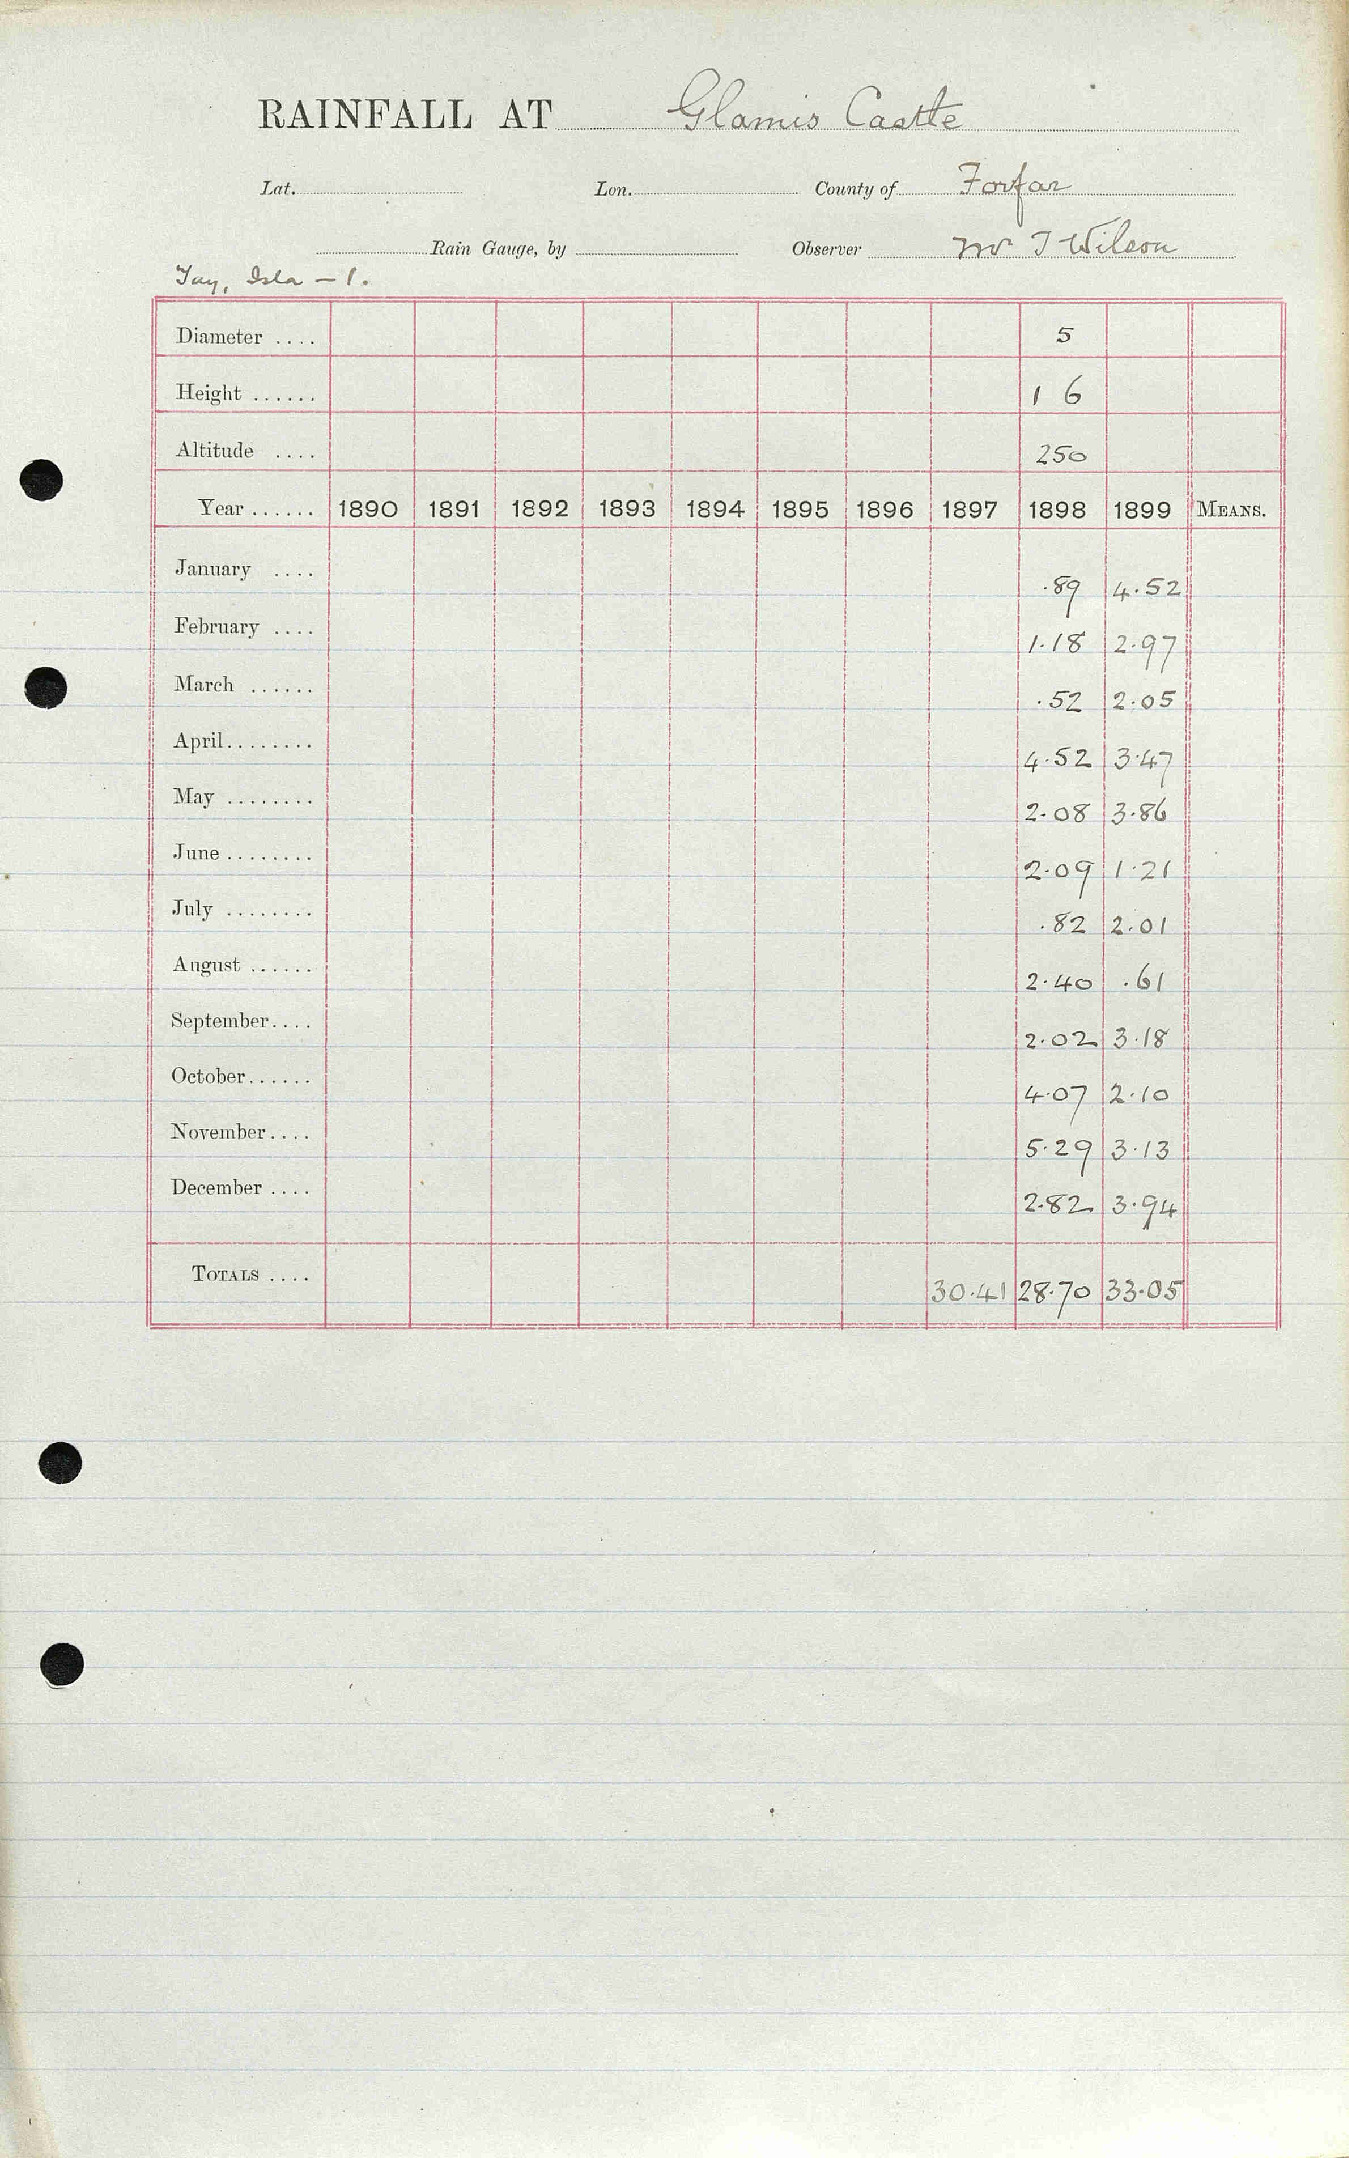 RAINFALL AT Glamis Castle
Lat. Lon. County of Forfar
Rain Gauge, by Observer Mr J Wilson
Tay, Isla – 1.
Diameter .... 5
Height ...... 1 6
Altitude .... 250
Year ...... 1890 1891 1892 1893 1894 1895 1896 1897 1898 1899 MEANS.
January .... .89 4.52
February .... 1.18 2.97
March ...... .52 2.05
April........ 4.52 3.47
May ........ 2.08 3.86
June ........ 2.09 1.21
July ........ .82 2.01
August ...... 2.40 .61
September.... 2.02 3.18
October...... 4.07 2.10
November.... 5.29 3.13
December .... 2.82 3.94
TOTALS .... 30.41 28.70 33.05